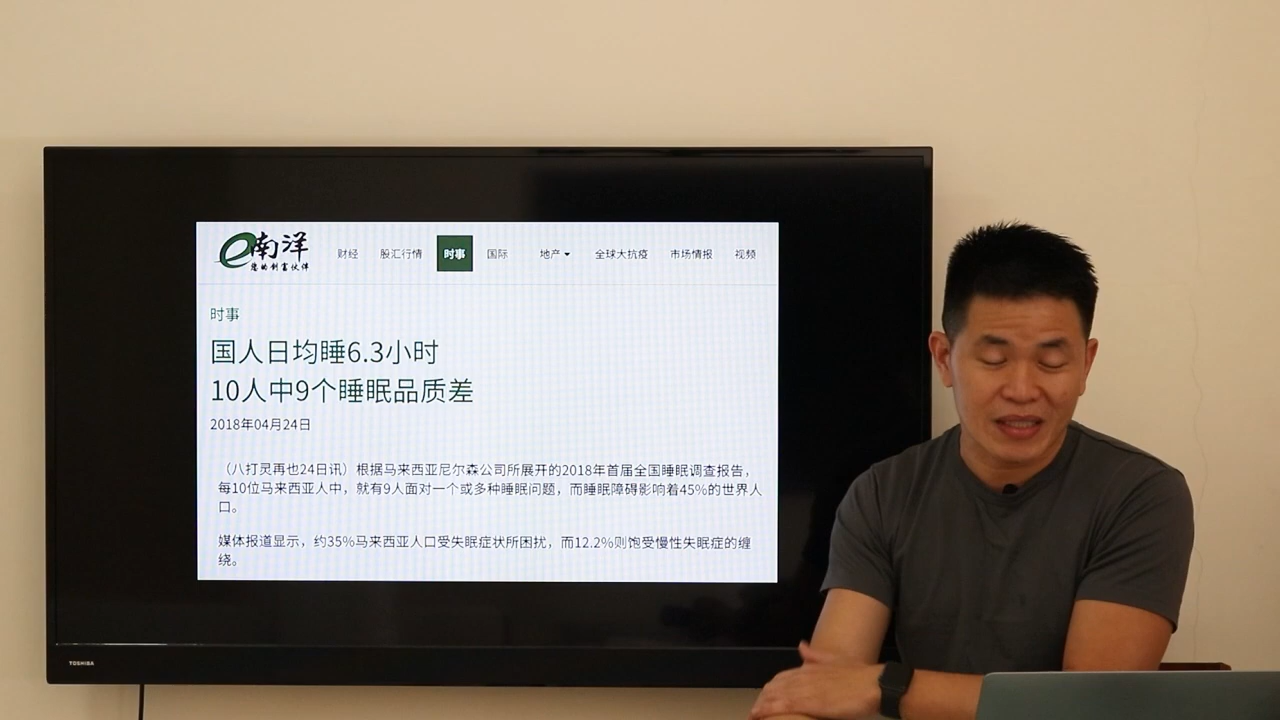 e南洋
您的创富伙伴
财经 股汇行情 时事 国际 地产 全球大抗疫 市场情报 视频
时事
国人日均睡6.3小时
10人中9个睡眠品质差
2018年04月24日
（八打灵再也24日讯）根据马来西亚尼尔森公司所展开的2018年首届全国睡眠调查报告，
每10位马来西亚人中，就有9人面对一个或多种睡眠问题，而睡眠障碍影响着45%的世界人
口。
媒体报道显示，约35%马来西亚人口受失眠症状所困扰，而12.2%则饱受慢性失眠症的缠
绕。
TOSHIBA